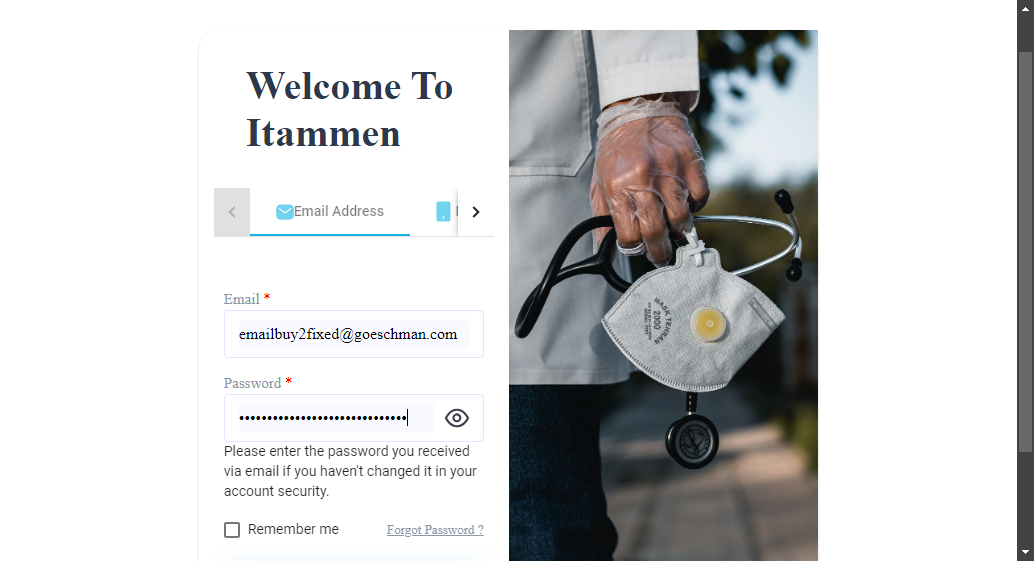 Welcome To
Itammen
Email Address
Email *
emailbuy2fixed@goeschman.com
Password *
Please enter the password you received
via email if you haven't changed it in your
account security.
Remember me
Forgot Password ?
MASK TEHRAN
2000